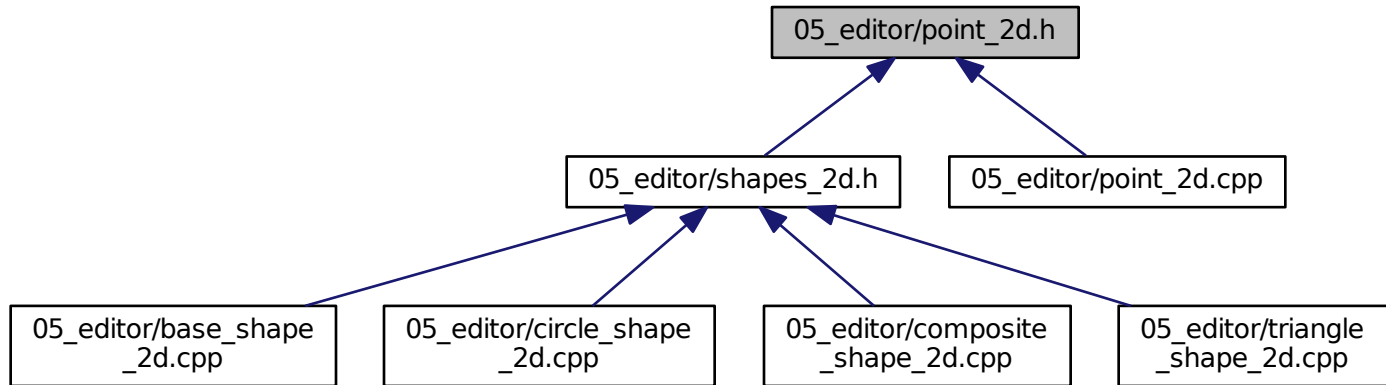 05_editor/point_2d.h
05_editor/shapes_2d.h
05_editor/point_2d.cpp
05_editor/base_shape
_2d.cpp
05_editor/circle_shape
_2d.cpp
05_editor/composite
_shape_2d.cpp
05_editor/triangle
_shape_2d.cpp